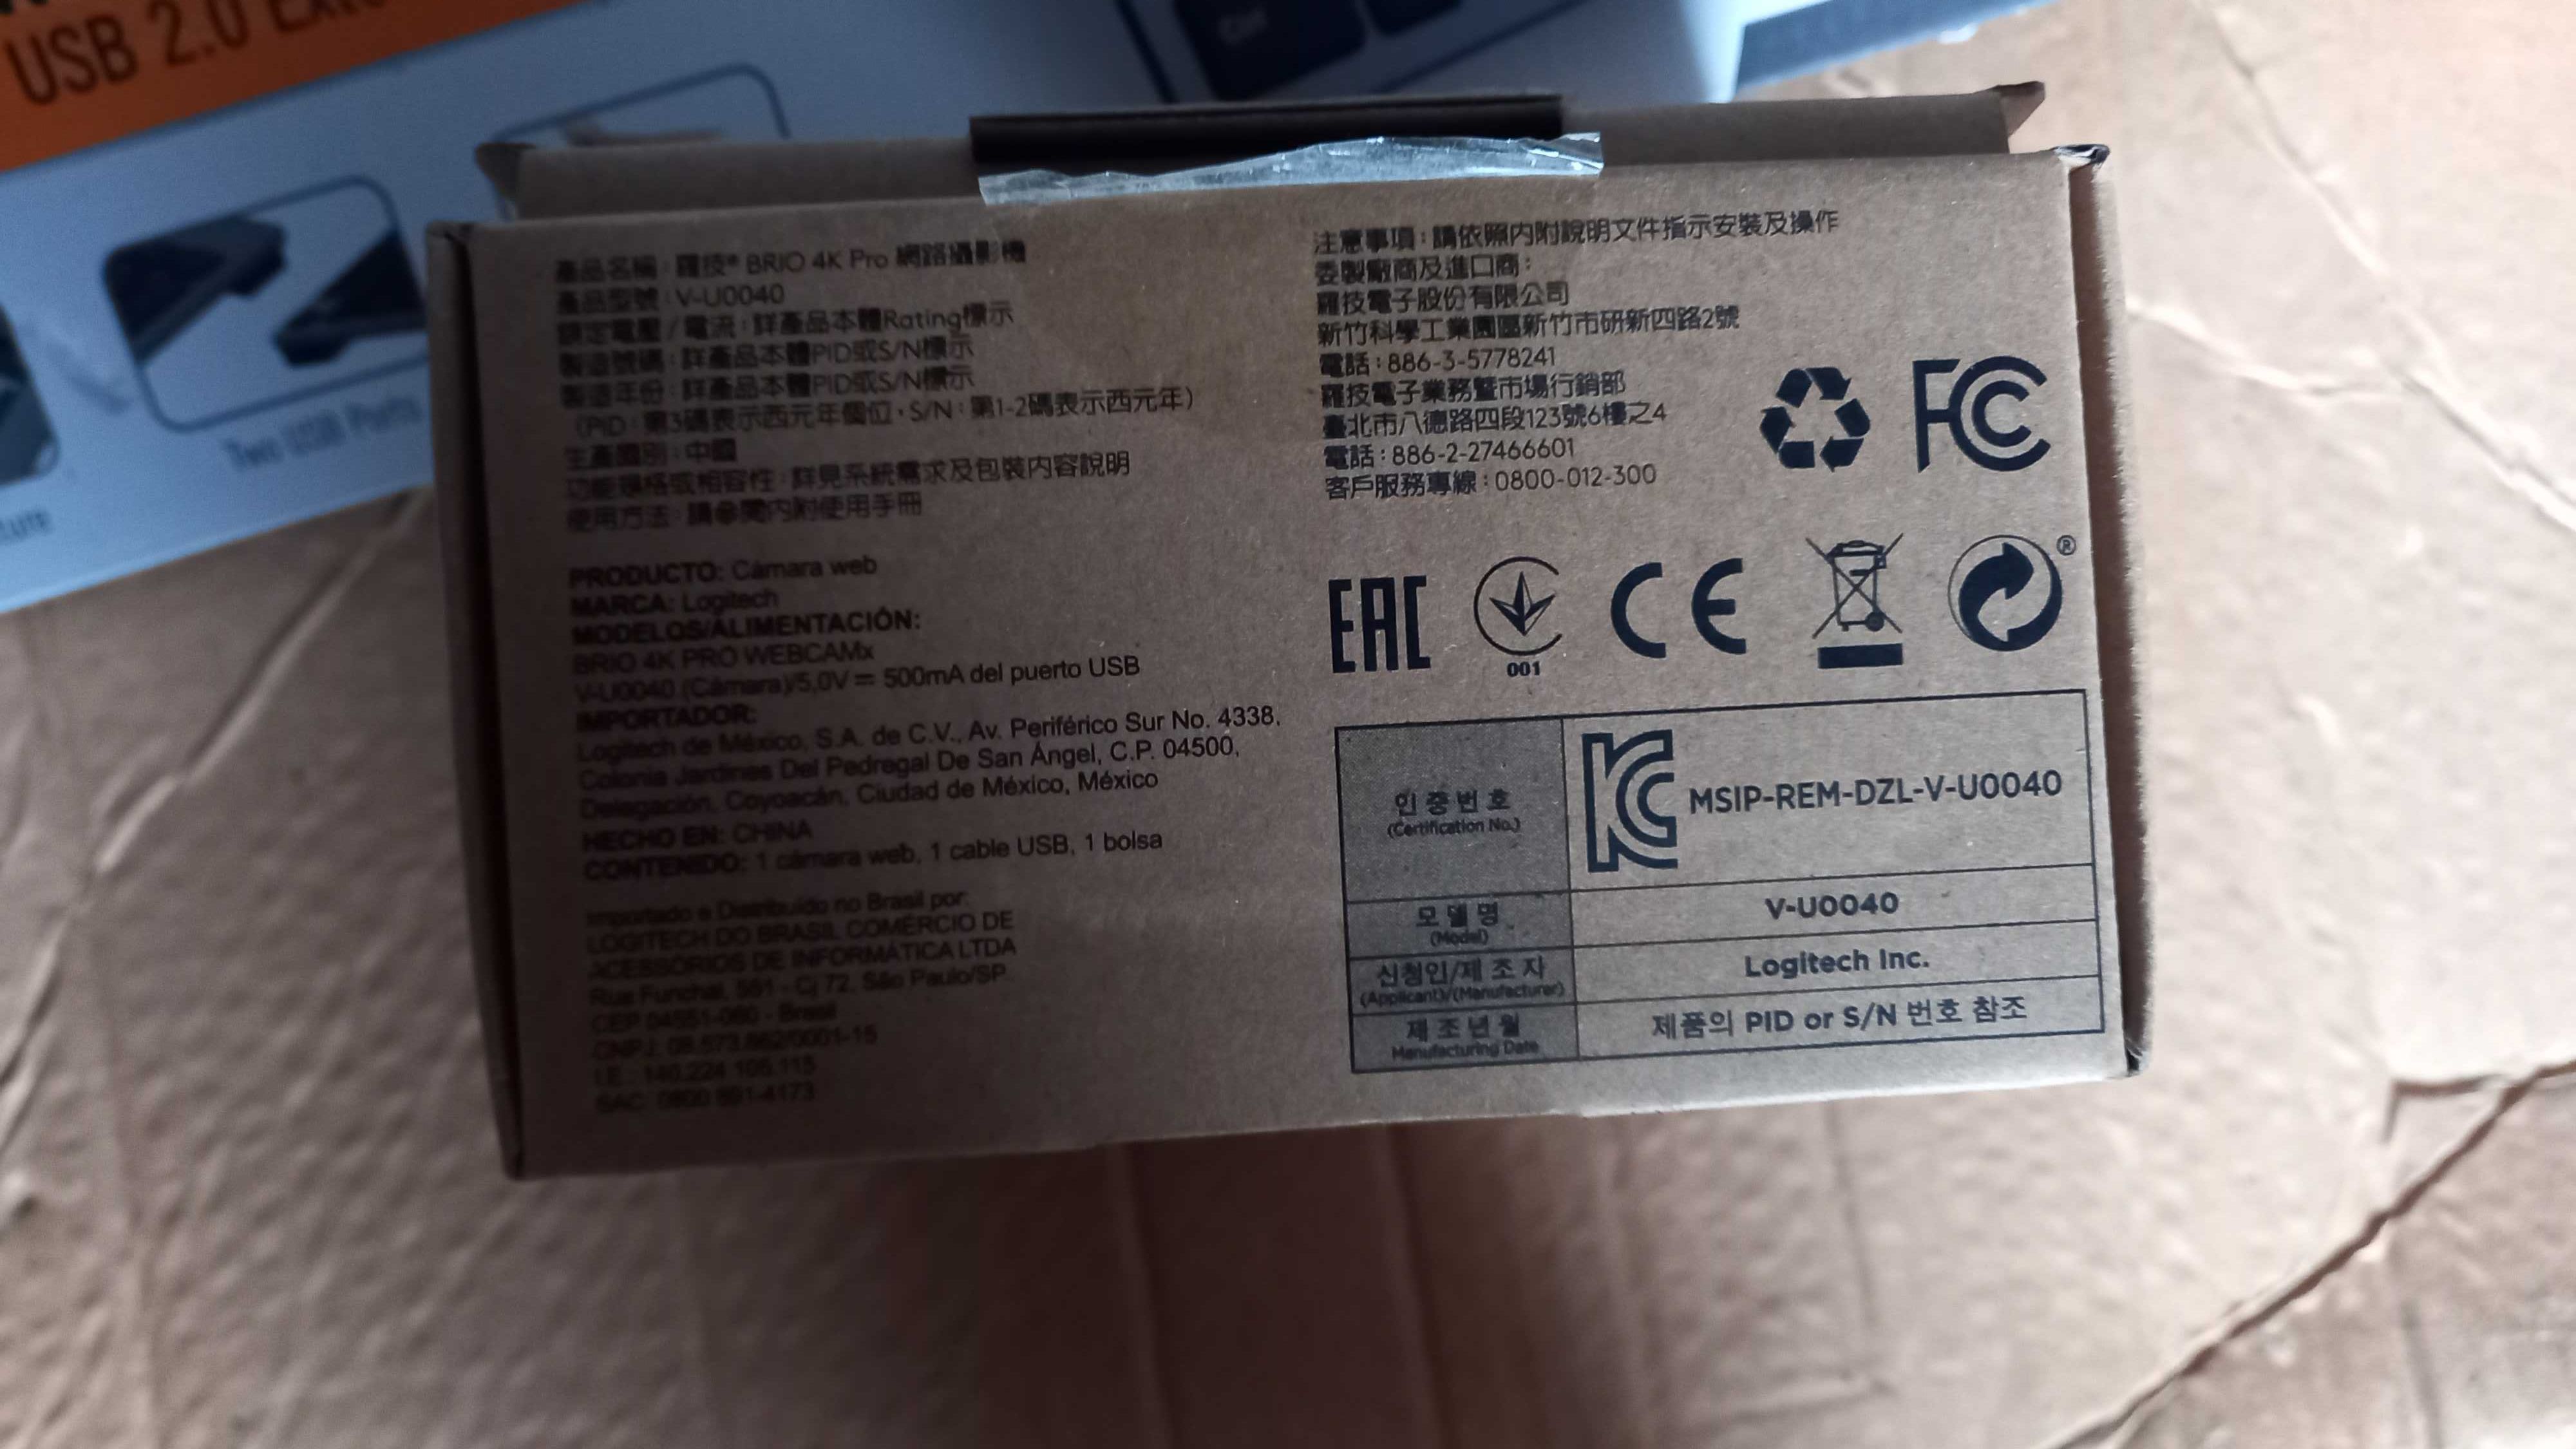 USB 2.0
Two USB Ports
產品名稱：羅技® BRIO 4K Pro 網路攝影機
產品型號：V-U0040
額定電壓/電流：詳產品本體Rating標示
製造號碼：詳產品本體PID或S/N標示
製造年份：詳產品本體PID或S/N標示
（PID：第3碼表示西元年個位，S/N：第1-2碼表示西元年）
生產國別：中國
功能規格或相容性：詳見系統需求及包裝內容說明
使用方法：請參閱內附使用手冊
PRODUCTO: Cámara web
MARCA: Logitech
MODELOS/ALIMENTACIÓN:
BRIO 4K PRO WEBCAMx
V-U0040 (Cámara)/5,0V ⎓ 500mA del puerto USB
IMPORTADOR:
Logitech de México, S.A. de C.V., Av. Periférico Sur No. 4338,
Colonia Jardines Del Pedregal De San Ángel, C.P. 04500,
Delegación, Coyoacán, Ciudad de México, México
HECHO EN: CHINA
CONTENIDO: 1 cámara web, 1 cable USB, 1 bolsa
Importado e Distribuído no Brasil por:
LOGITECH DO BRASIL COMÉRCIO DE
ACESSÓRIOS DE INFORMÁTICA LTDA
Rua Funchal, 551 - Cj 72, São Paulo/SP.
CEP 04551-060 - Brasil
I.E.: 140.224.106.115
SAC: 0800 891-4173
注意事項：請依照內附說明文件指示安裝及操作
委製廠商及進口商：
羅技電子股份有限公司
新竹科學工業園區新竹市研新四路2號
電話：886-3-5778241
羅技電子業務暨市場行銷部
臺北市八德路四段123號6樓之4
電話：886-2-27466601
客戶服務專線：0800-012-300
FC
EAC
001
CE
®
인증번호
(Certification No.)
KC MSIP-REM-DZL-V-U0040
모델명
(Model)
V-U0040
신청인/제조자
(Applicant)/(Manufacturer)
Logitech Inc.
제조년월
Manufacturing Date
제품의 PID or S/N 번호 참조